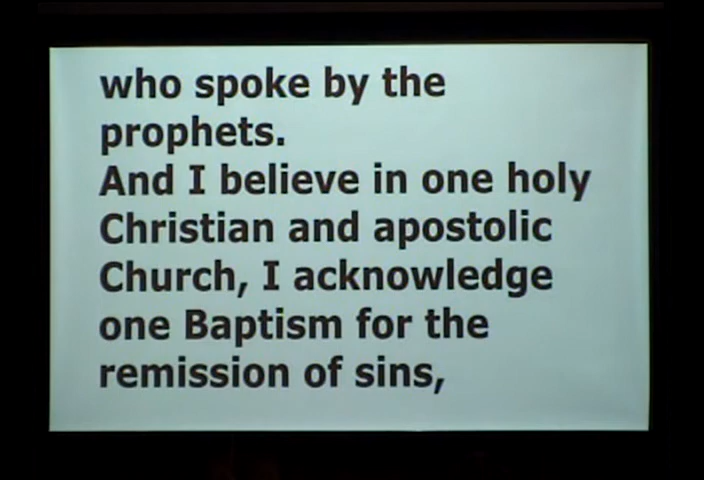 who spoke by the
prophets.
And I believe in one holy
Christian and apostolic
Church, I acknowledge
one Baptism for the
remission of sins,